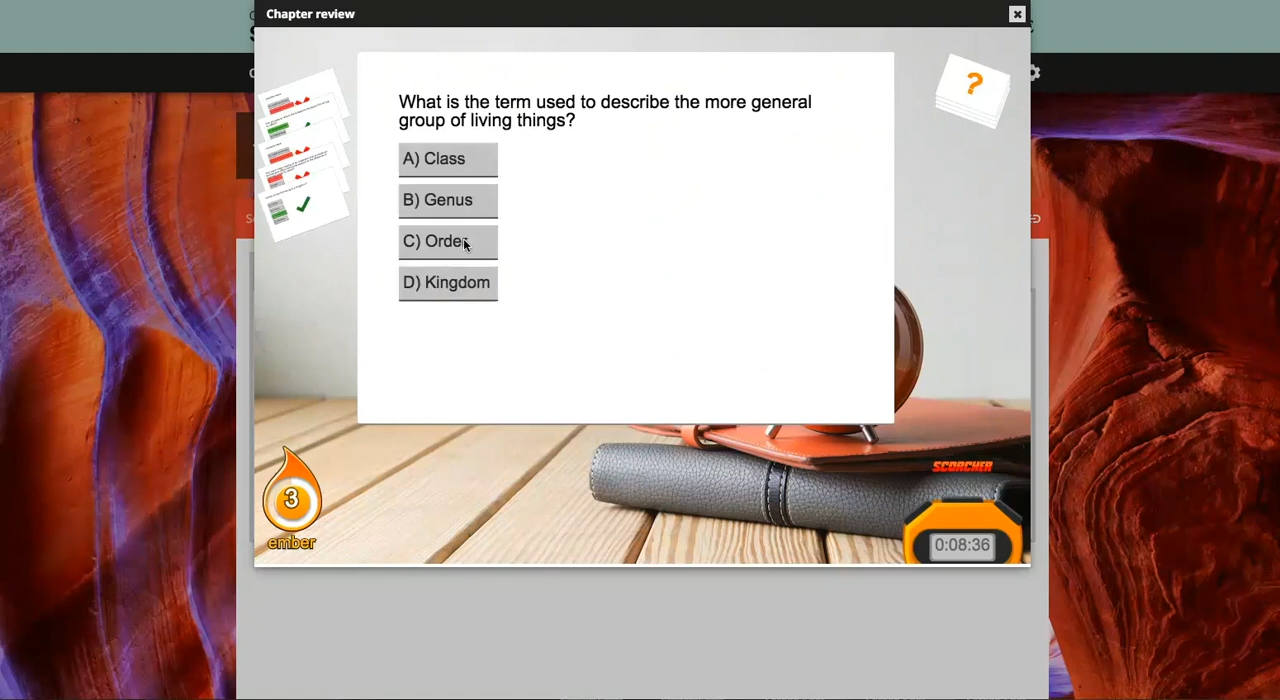 Chapter review
What is the term used to describe the more general
group of living things?
A) Class
B) Genus
C) Order
D) Kingdom
?
3
ember
SCORCHER
0:08:36